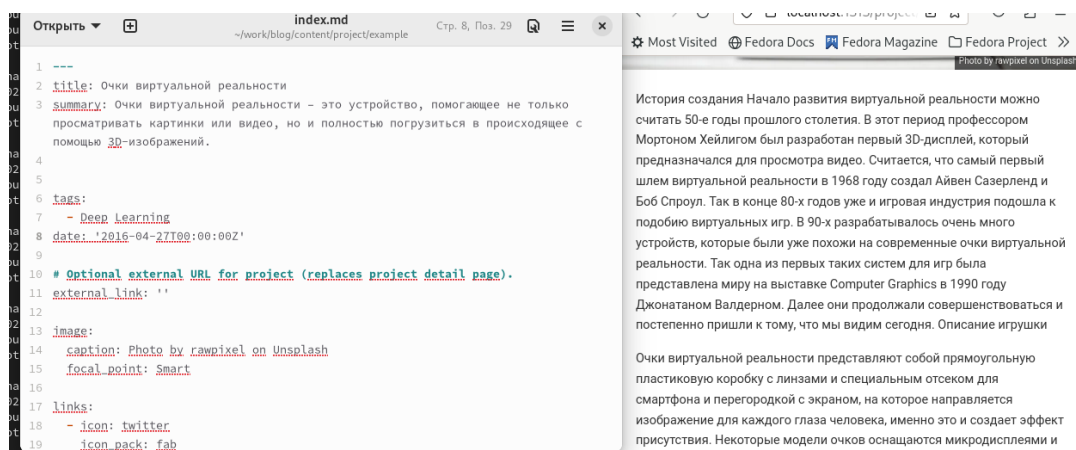 Открыть
index.md
~/work/blog/content/project/example
Стр. 8, Поз. 29
1 ---
2 title: Очки виртуальной реальности
3 summary: Очки виртуальной реальности – это устройство, помогающее не только
просматривать картинки или видео, но и полностью погрузиться в происходящее с
помощью 3D-изображений.
4
5
6 tags:
7 - Deep Learning
8 date: '2016-04-27T00:00:00Z'
9
10 # Optional external URL for project (replaces project detail page).
11 external_link: ''
12
13 image:
14 caption: Photo by rawpixel on Unsplash
15 focal_point: Smart
16
17 links:
18 - icon: twitter
19 icon_pack: fab
Most Visited Fedora Docs Fedora Magazine Fedora Project
Photo by rawpixel on Unsplash
История создания Начало развития виртуальной реальности можно
считать 50-е годы прошлого столетия. В этот период профессором
Мортоном Хейлигом был разработан первый 3D-дисплей, который
предназначался для просмотра видео. Считается, что самый первый
шлем виртуальной реальности в 1968 году создал Айвен Сазерленд и
Боб Спроул. Так в конце 80-х годов уже и игровая индустрия подошла к
подобию виртуальных игр. В 90-х разрабатывалось очень много
устройств, которые были уже похожи на современные очки виртуальной
реальности. Так одна из первых таких систем для игр была
представлена миру на выставке Computer Graphics в 1990 году
Джонатаном Валдерном. Далее они продолжали совершенствоваться и
постепенно пришли к тому, что мы видим сегодня. Описание игрушки
Очки виртуальной реальности представляют собой прямоугольную
пластиковую коробку с линзами и специальным отсеком для
смартфона и перегородкой с экраном, на которое направляется
изображение для каждого глаза человека, именно это и создает эффект
присутствия. Некоторые модели очков оснащаются микродисплеями и